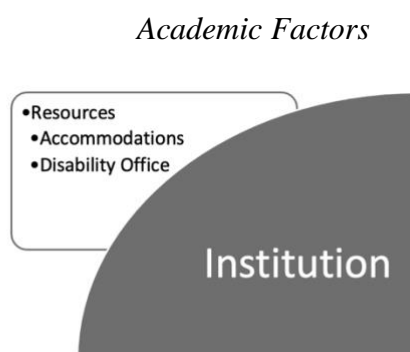 Academic Factors
•Resources
•Accommodations
•Disability Office
Institution